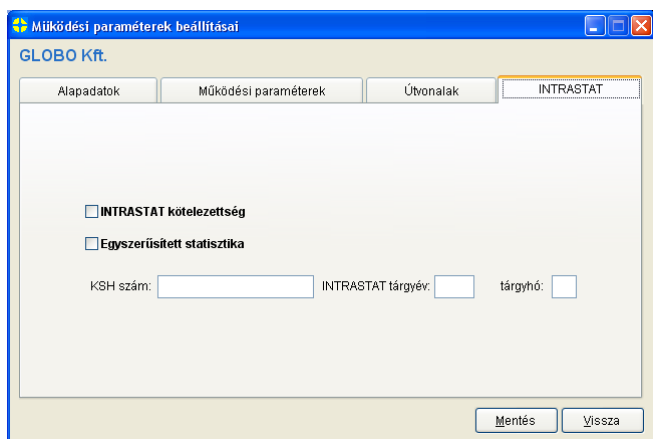 Müködési paraméterek beállításai
GLOBO Kft.
Alapadatok Működési paraméterek Útvonalak INTRASTAT
INTRASTAT kötelezettség
Egyszerűsített statisztika
KSH szám: INTRASTAT tárgyév: tárgyhó:
Mentés Vissza